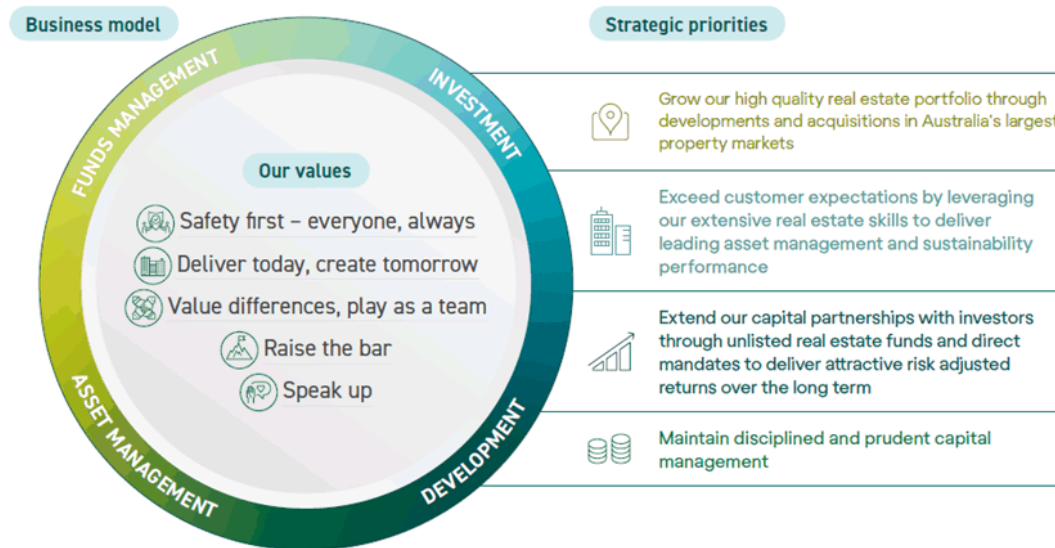 Business model
FUNDS MANAGEMENT
INVESTMENT
ASSET MANAGEMENT
DEVELOPMENT
Our values
Safety first – everyone, always
Deliver today, create tomorrow
Value differences, play as a team
Raise the bar
Speak up
Strategic priorities
Grow our high quality real estate portfolio through
developments and acquisitions in Australia's largest
property markets
Exceed customer expectations by leveraging
our extensive real estate skills to deliver
leading asset management and sustainability
performance
Extend our capital partnerships with investors
through unlisted real estate funds and direct
mandates to deliver attractive risk adjusted
returns over the long term
Maintain disciplined and prudent capital
management